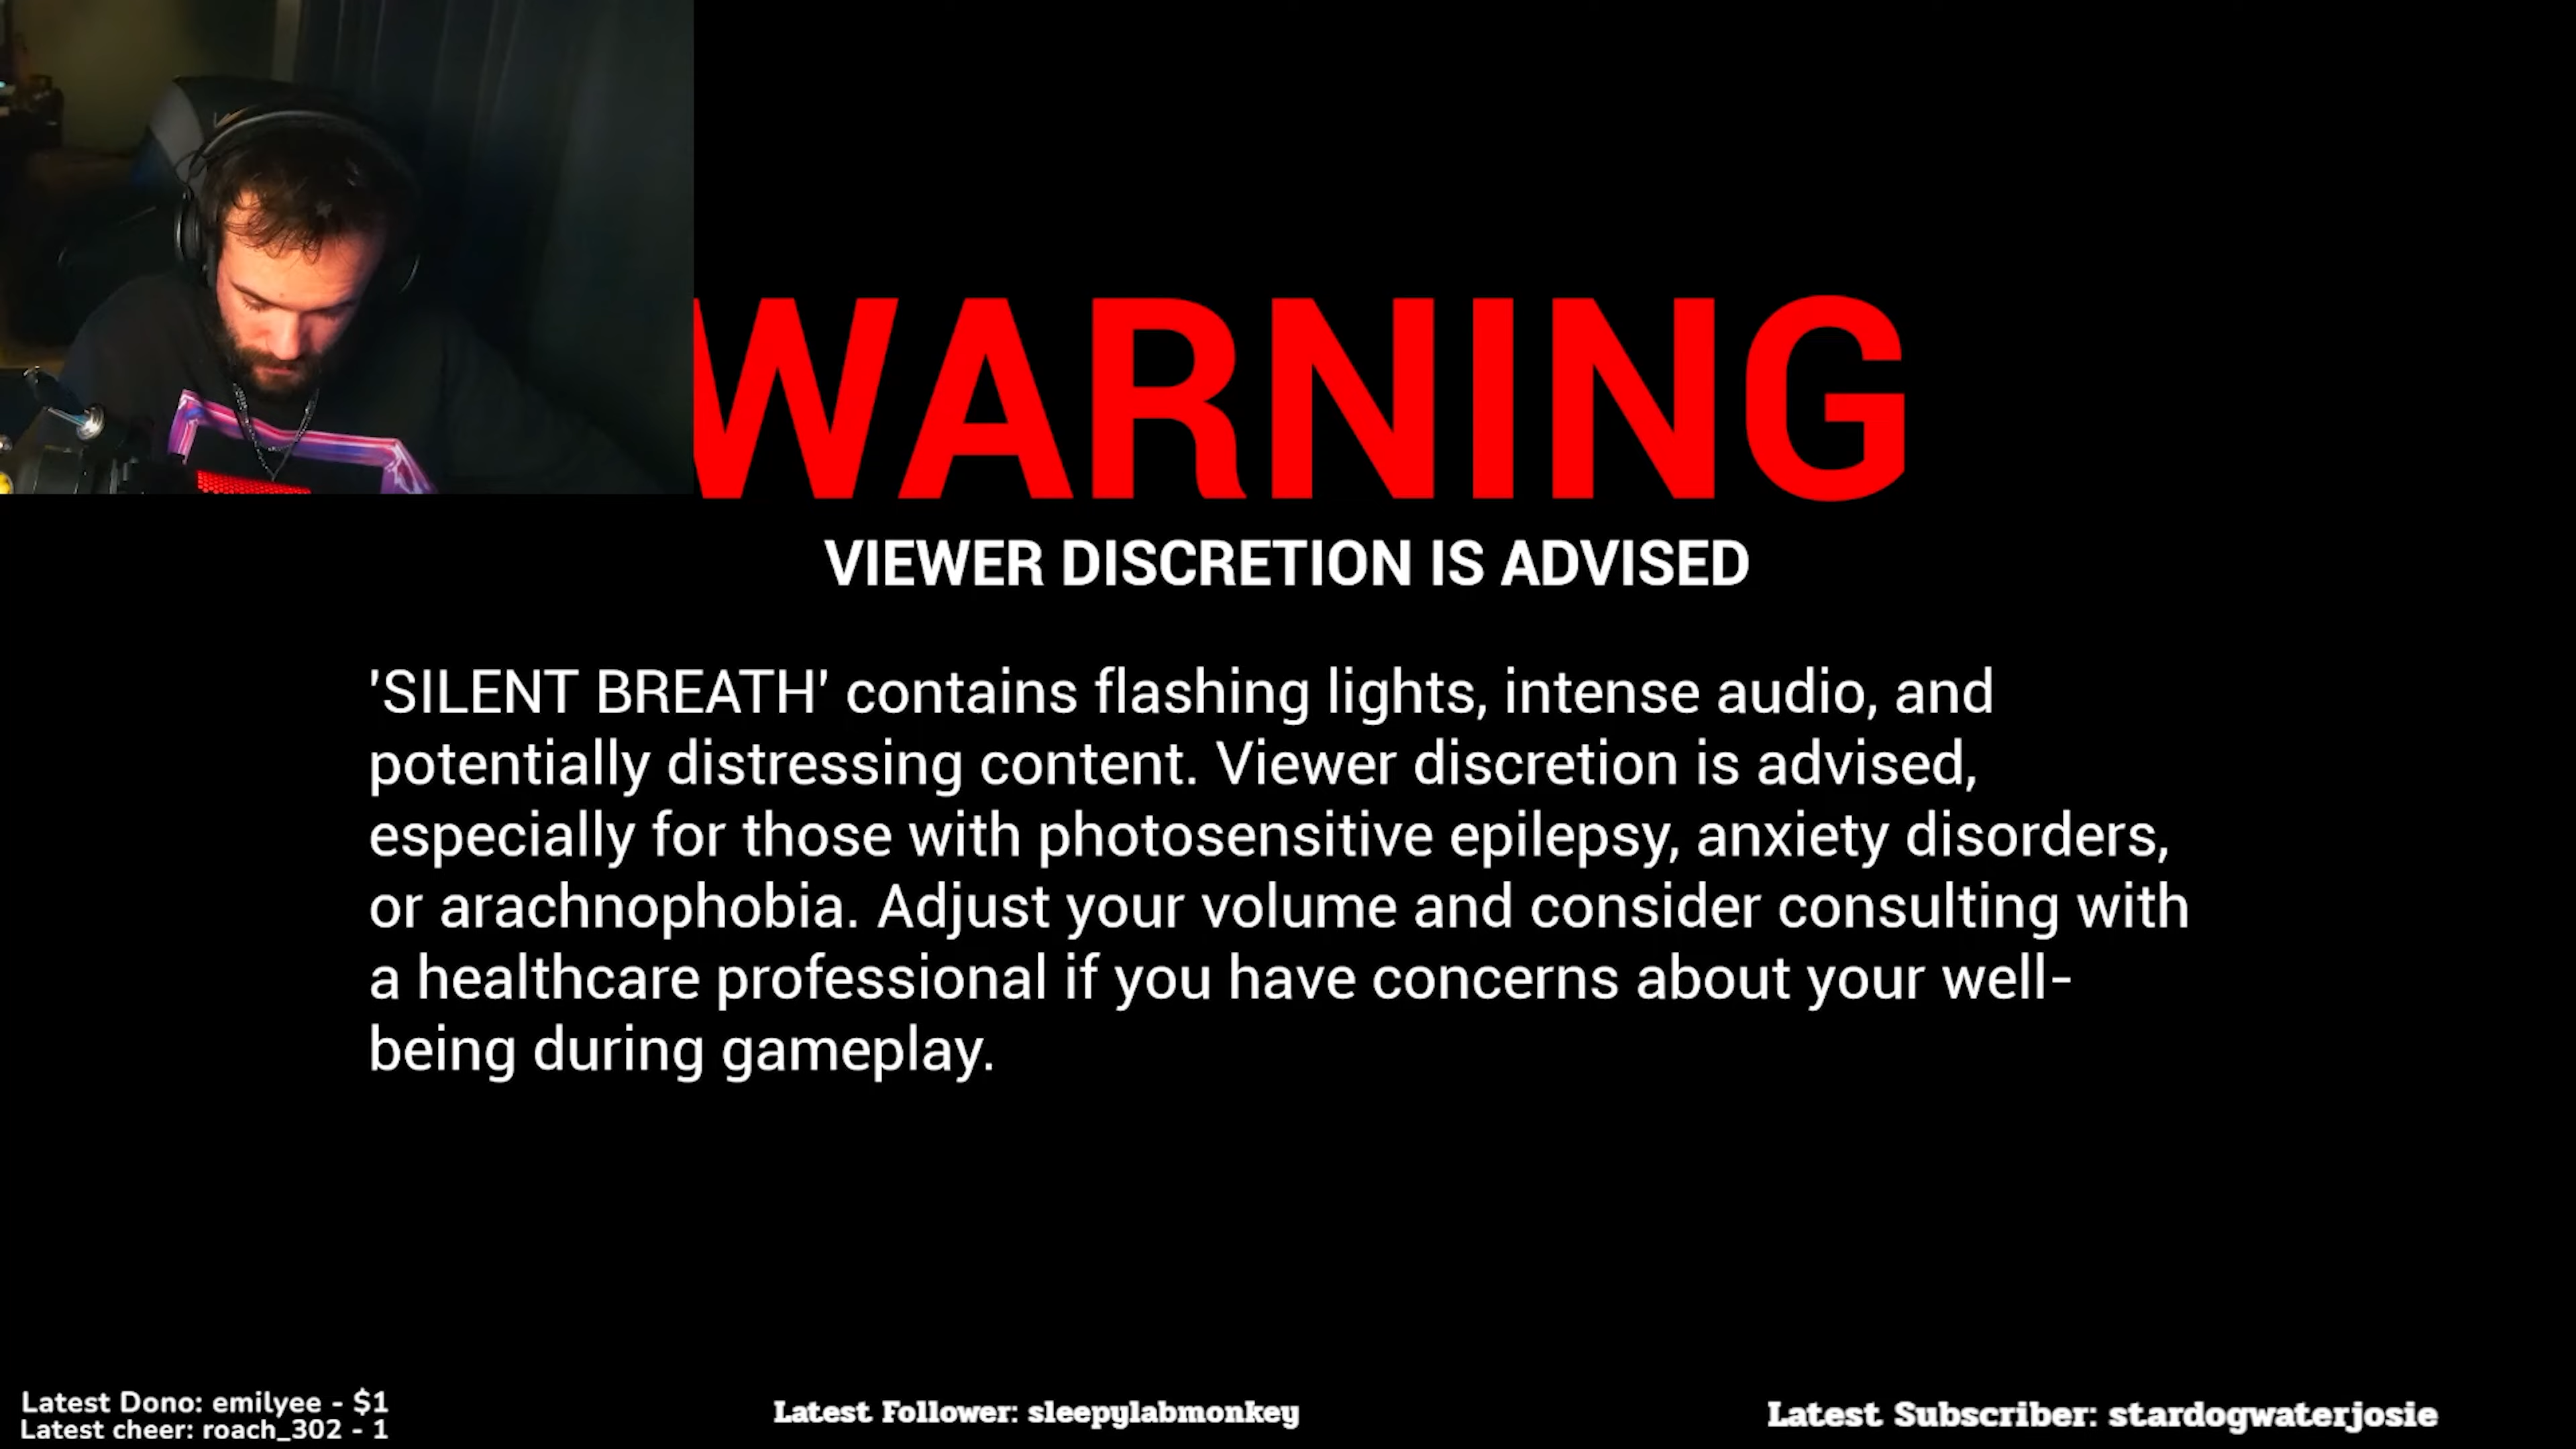 WARNING
VIEWER DISCRETION IS ADVISED
'SILENT BREATH' contains flashing lights, intense audio, and
potentially distressing content. Viewer discretion is advised,
especially for those with photosensitive epilepsy, anxiety disorders,
or arachnophobia. Adjust your volume and consider consulting with
a healthcare professional if you have concerns about your well-
being during gameplay.
Latest Dono: emilyee - $1
Latest cheer: roach_302 - 1
Latest Follower: sleepylabmonkey
Latest Subscriber: stardogwaterjosie